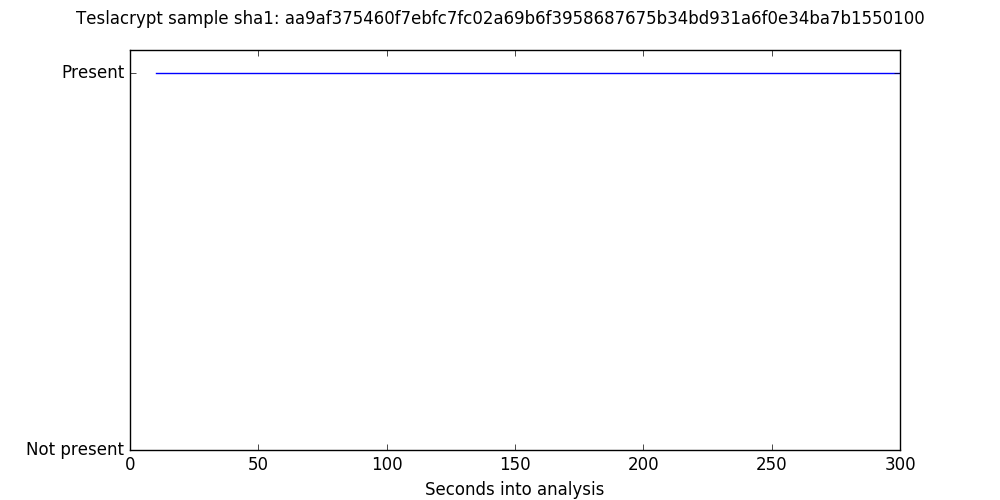 Teslacrypt sample sha1: aa9af375460f7ebfc7fc02a69b6f3958687675b34bd931a6f0e34ba7b1550100
Present
Not present
0 50 100 150 200 250 300
Seconds into analysis